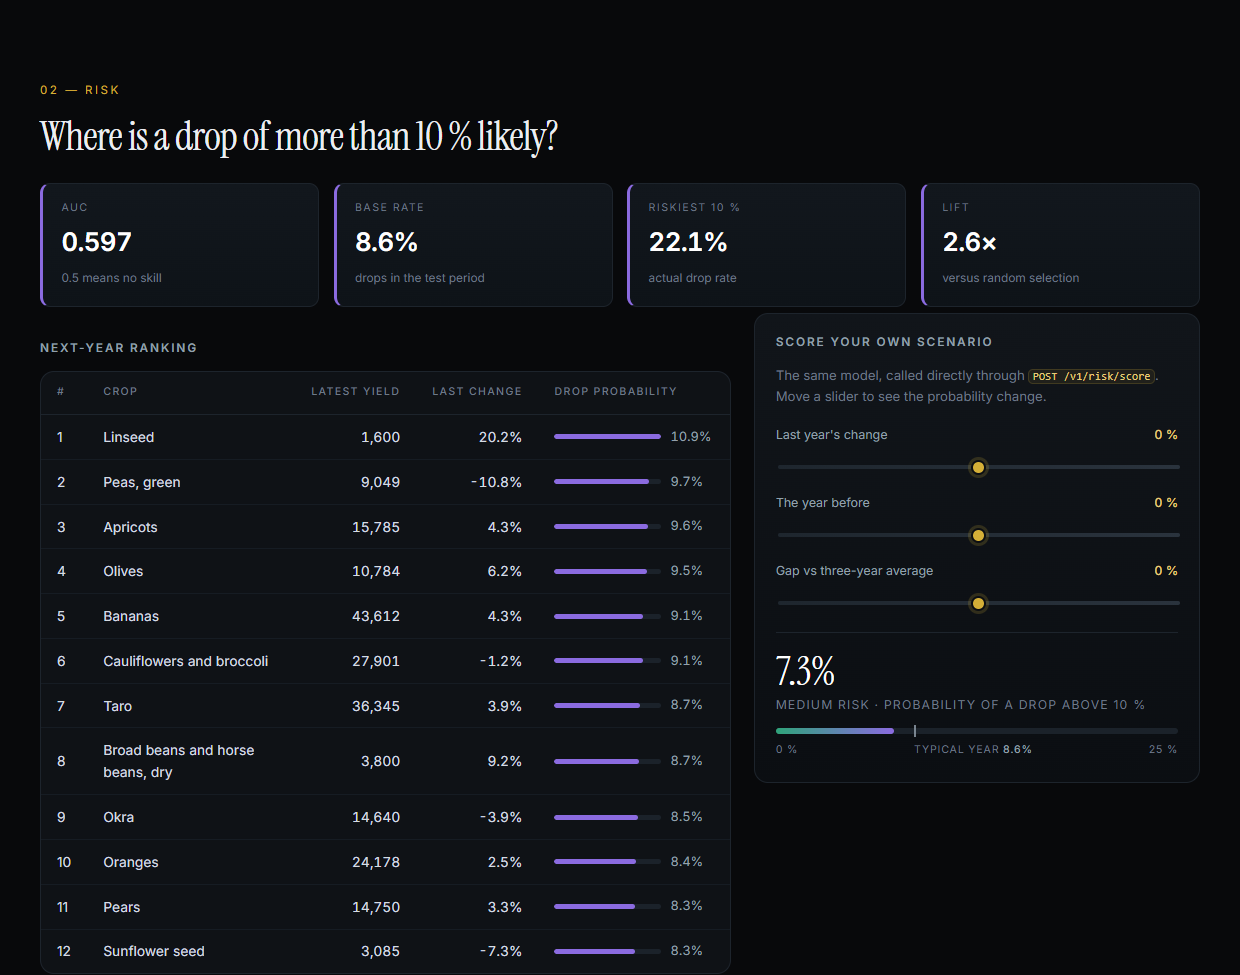 02 — RISK
Where is a drop of more than 10 % likely?
AUC
0.597
0.5 means no skill
BASE RATE
8.6%
drops in the test period
RISKIEST 10 %
22.1%
actual drop rate
LIFT
2.6×
versus random selection
NEXT-YEAR RANKING
# CROP LATEST YIELD LAST CHANGE DROP PROBABILITY
1 Linseed 1,600 20.2% 10.9%
2 Peas, green 9,049 -10.8% 9.7%
3 Apricots 15,785 4.3% 9.6%
4 Olives 10,784 6.2% 9.5%
5 Bananas 43,612 4.3% 9.1%
6 Cauliflowers and broccoli 27,901 -1.2% 9.1%
7 Taro 36,345 3.9% 8.7%
8 Broad beans and horse
beans, dry 3,800 9.2% 8.7%
9 Okra 14,640 -3.9% 8.5%
10 Oranges 24,178 2.5% 8.4%
11 Pears 14,750 3.3% 8.3%
12 Sunflower seed 3,085 -7.3% 8.3%
SCORE YOUR OWN SCENARIO
The same model, called directly through POST /v1/risk/score.
Move a slider to see the probability change.
Last year's change 0 %
The year before 0 %
Gap vs three-year average 0 %
7.3%
MEDIUM RISK · PROBABILITY OF A DROP ABOVE 10 %
0 % TYPICAL YEAR 8.6% 25 %